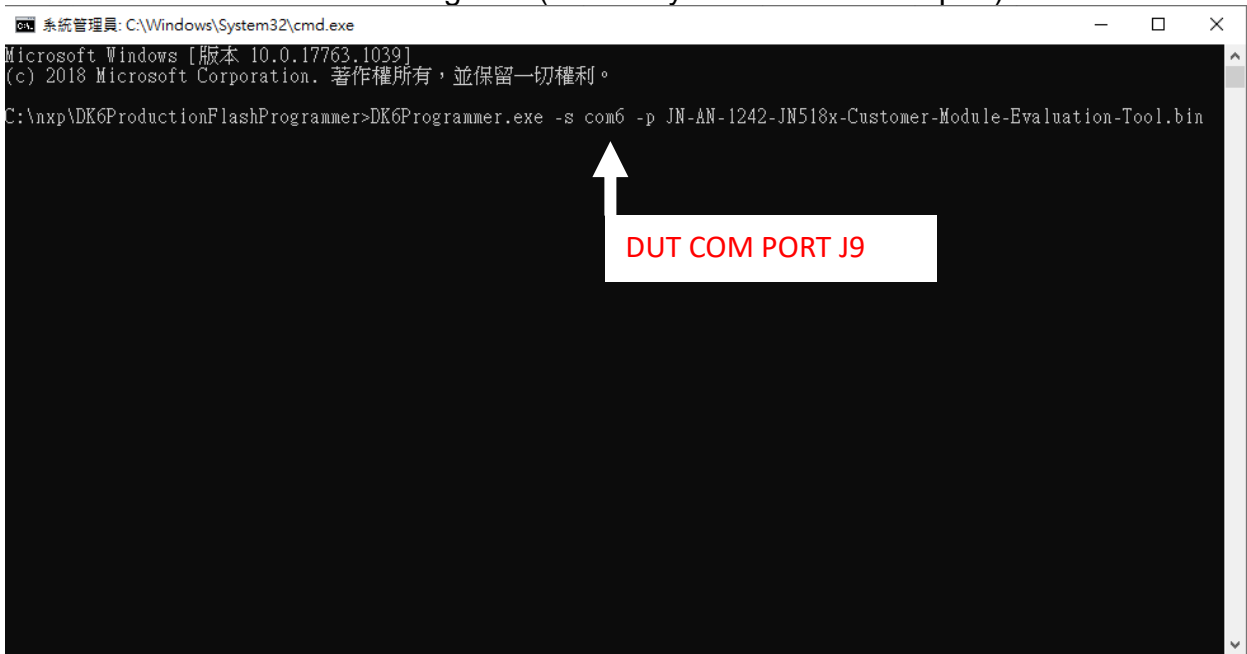 系統管理員: C:\Windows\System32\cmd.exe
Microsoft Windows [版本 10.0.17763.1039]
(c) 2018 Microsoft Corporation. 著作權所有，並保留一切權利。
C:\nxp\DK6ProductionFlashProgrammer>DK6Programmer.exe -s com6 -p JN-AN-1242-JN518x-Customer-Module-Evaluation-Tool.bin
DUT COM PORT J9